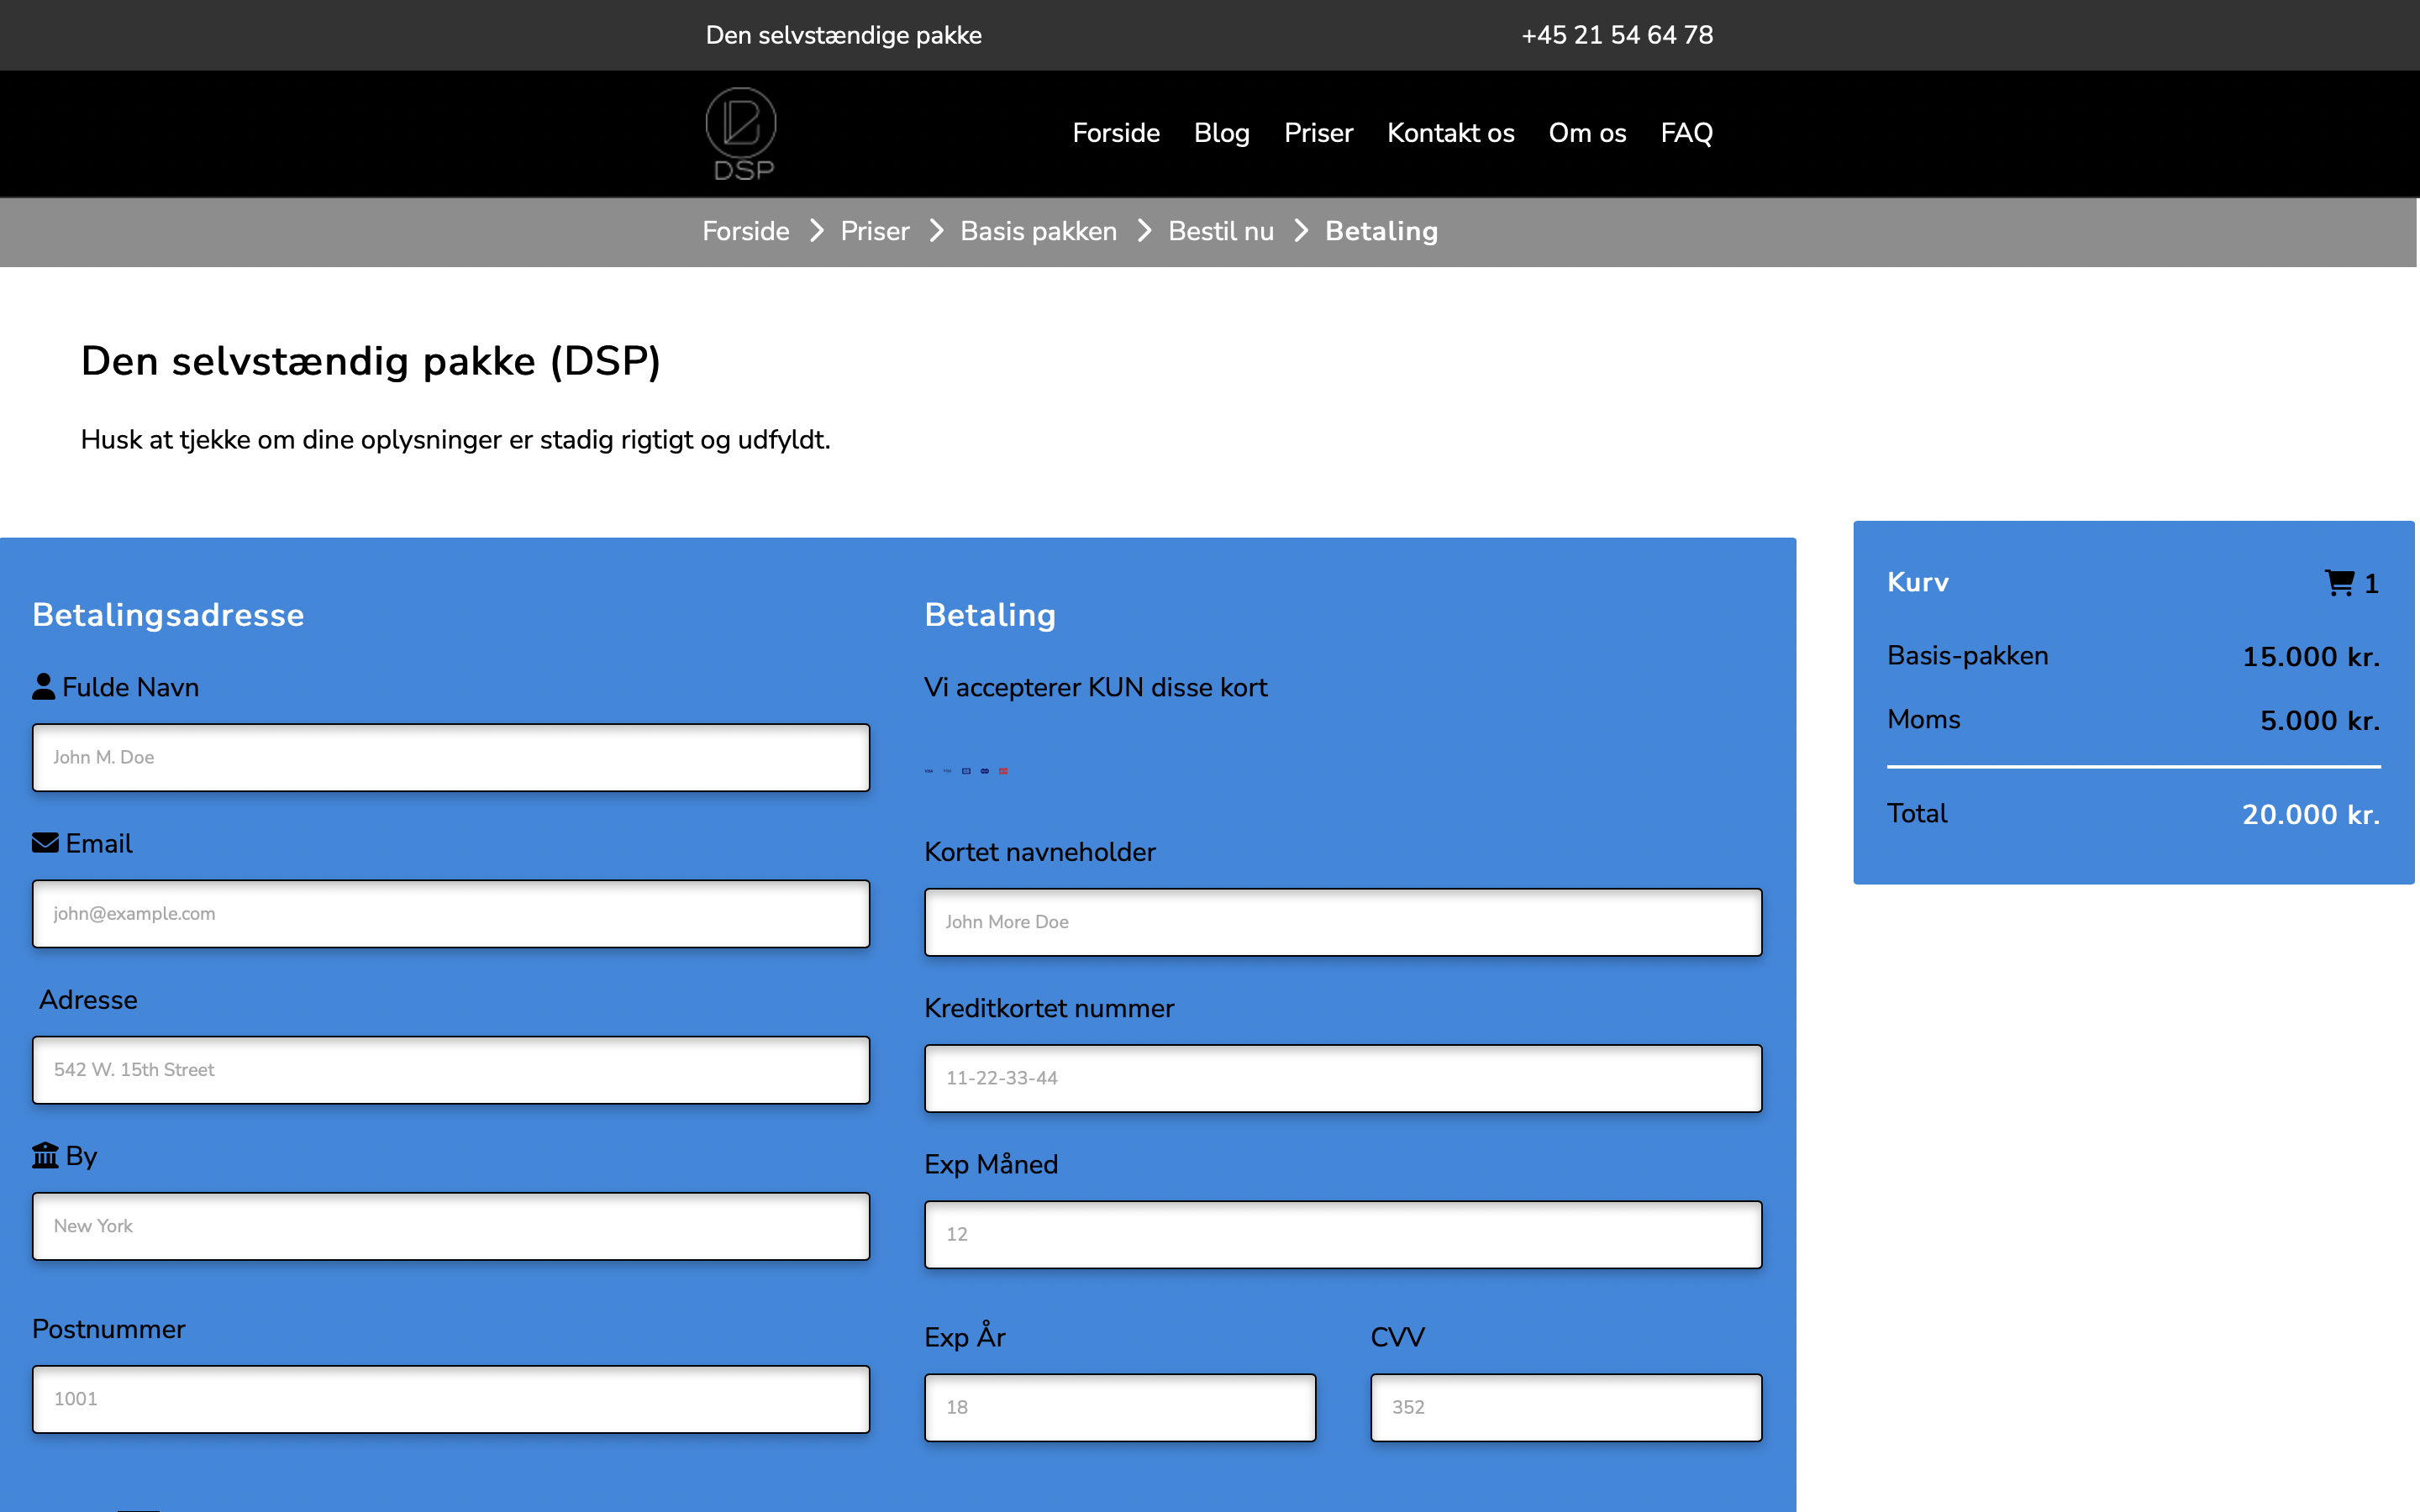 Den selvstændige pakke +45 21 54 64 78
DSP
Forside Blog Priser Kontakt os Om os FAQ
Forside Priser Basis pakken Bestil nu Betaling
Den selvstændig pakke (DSP)
Husk at tjekke om dine oplysninger er stadig rigtigt og udfyldt.
Betalingsadresse
Fulde Navn
John M. Doe
Email
john@example.com
Adresse
542 W. 15th Street
By
New York
Postnummer
1001
Betaling
Vi accepterer KUN disse kort
Kortet navneholder
John More Doe
Kreditkortet nummer
11-22-33-44
Exp Måned
12
Exp År CVV
18 352
Kurv 1
Basis-pakken 15.000 kr.
Moms 5.000 kr.
Total 20.000 kr.